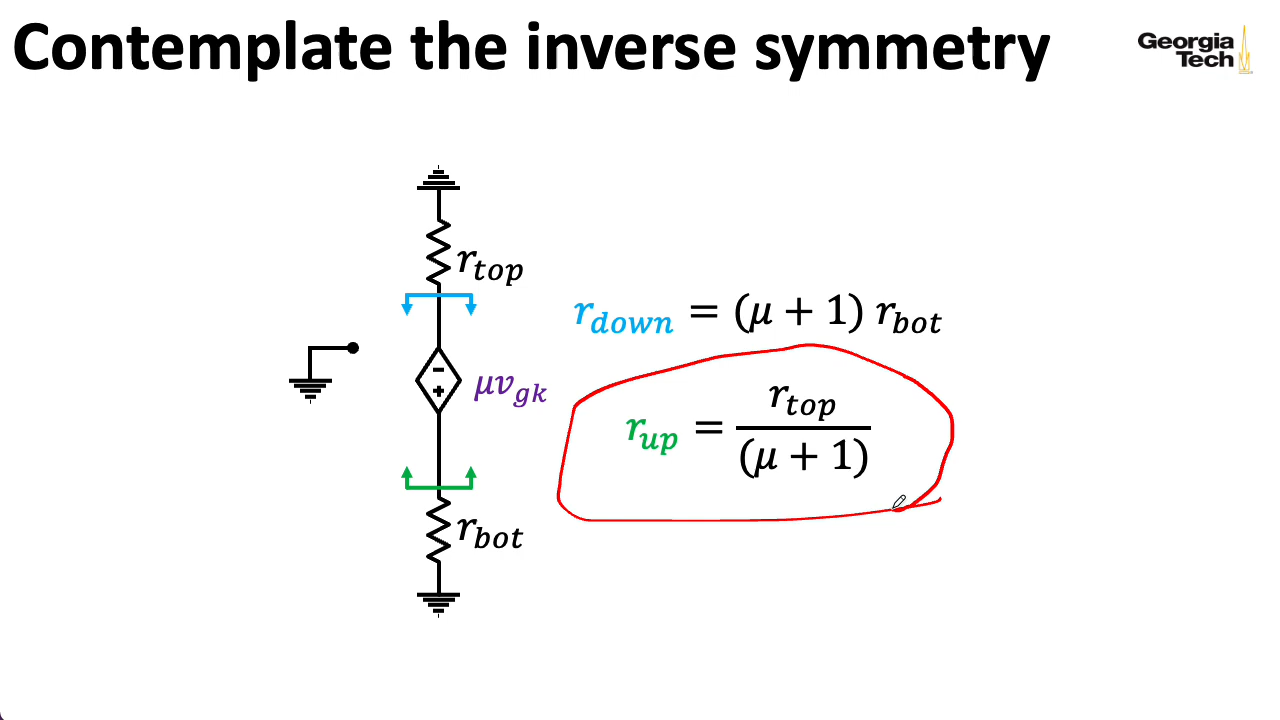 Contemplate the inverse symmetry
Georgia
Tech
r_top
r_down = (μ + 1) r_bot
-
+
μv_gk
r_up = r_top / (μ + 1)
r_bot